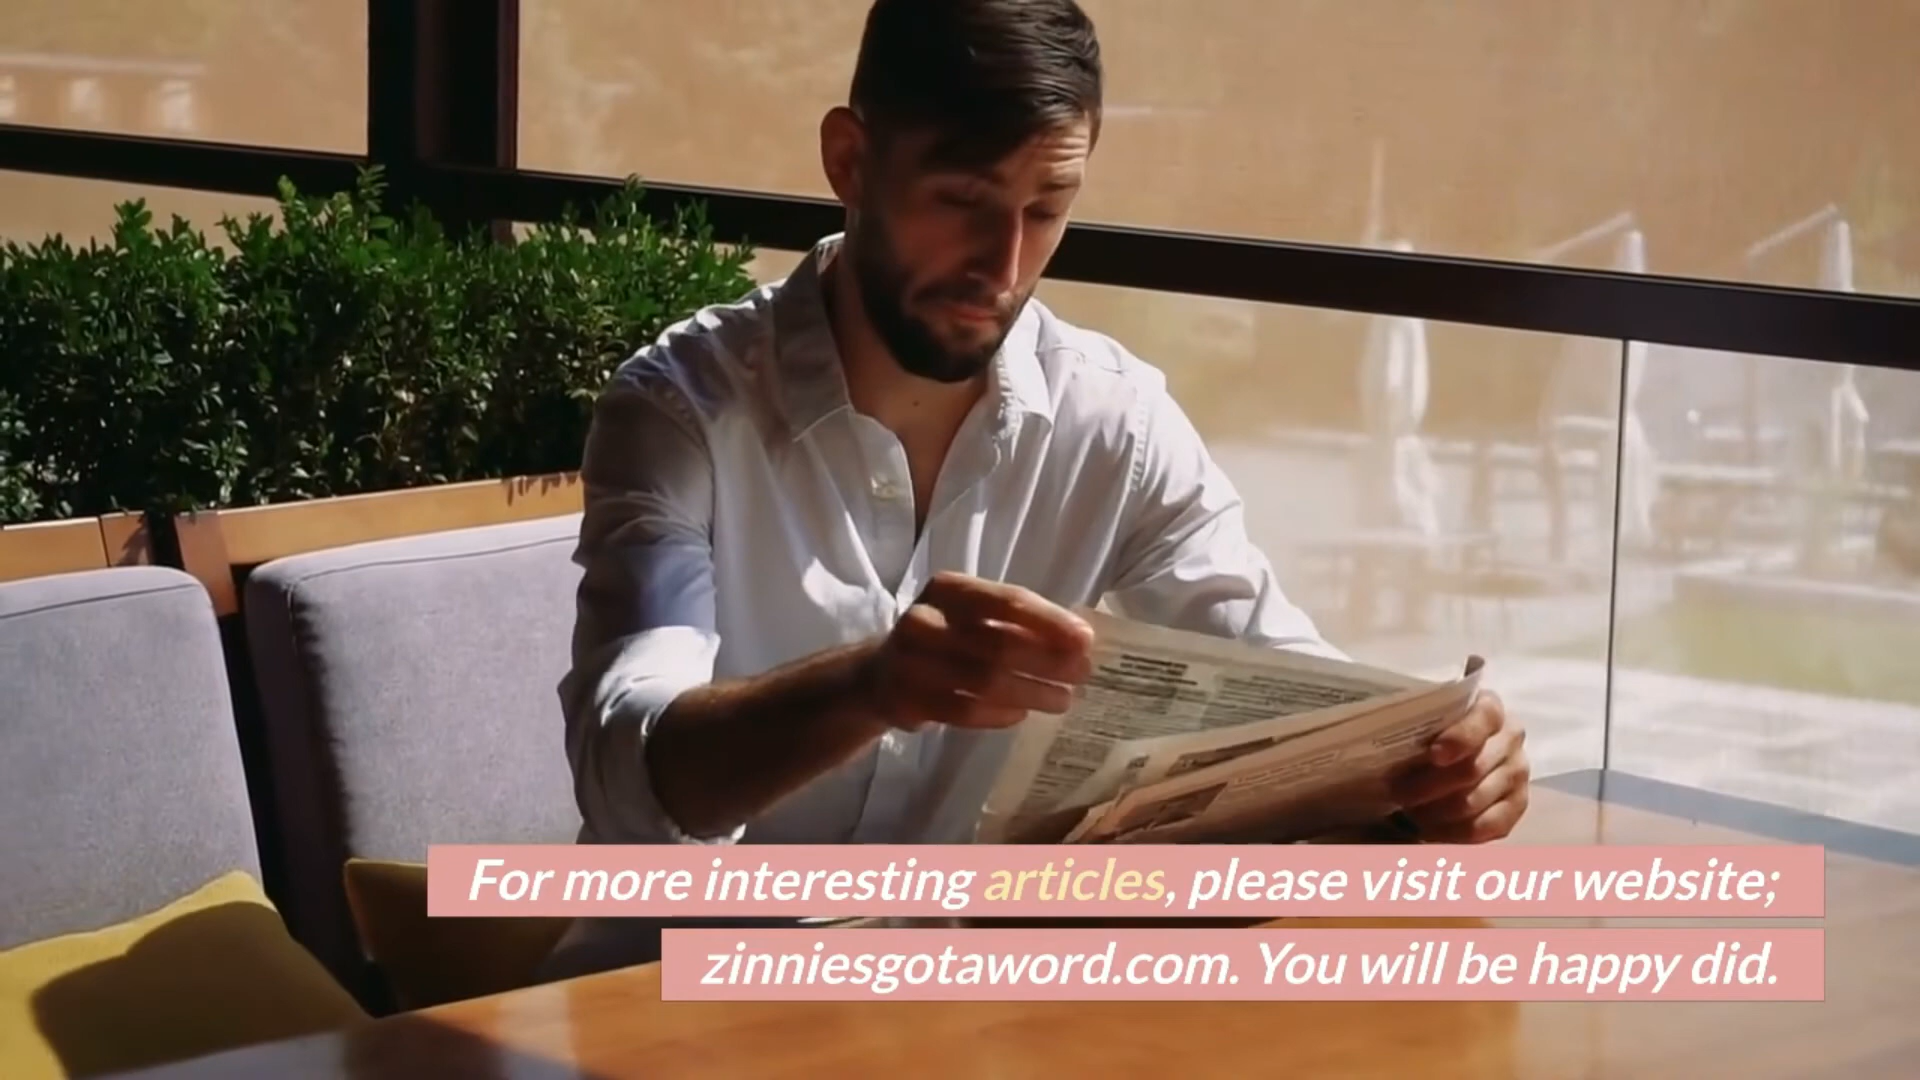 For more interesting articles, please visit our website;
zinniesgotaword.com. You will be happy did.